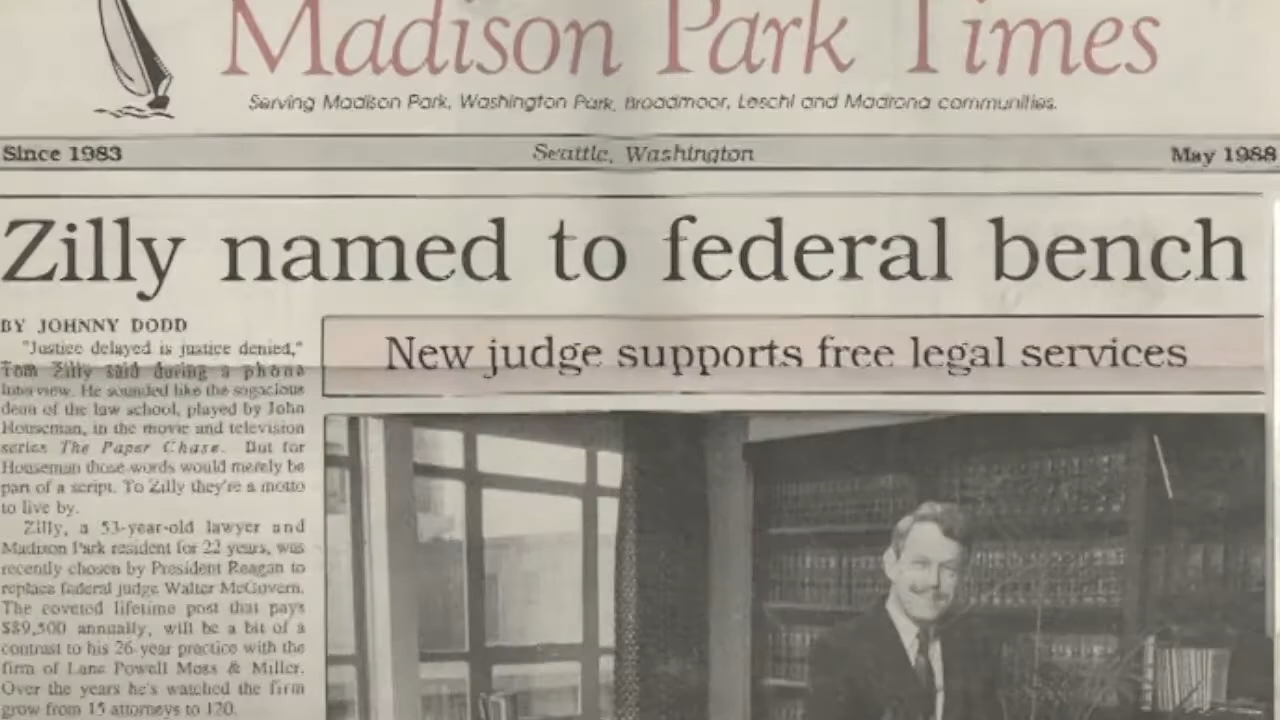 Madison Park Times
Serving Madison Park, Washington Park, Broadmoor, Leschi and Madrona communities.
Since 1983 Seattle, Washington May 1988
Zilly named to federal bench
BY JOHNNY DODD
New judge supports free legal services
"Justice delayed is justice denied,"
Tom Zilly said during a phone
interview. He sounded like the sagacious
dean of the law school, played by John
Houseman, in the movie and television
series The Paper Chase. But for
Houseman those words would merely be
part of a script. To Zilly they're a motto
to live by.
Zilly, a 53-year-old lawyer and
Madison Park resident for 22 years, was
recently chosen by President Reagan to
replace federal judge Walter McGovern.
The coveted lifetime post that pays
$89,500 annually, will be a bit of a
contrast to his 26-year practice with the
firm of Lane Powell Moss & Miller.
Over the years he's watched the firm
grow from 15 attorneys to 120.